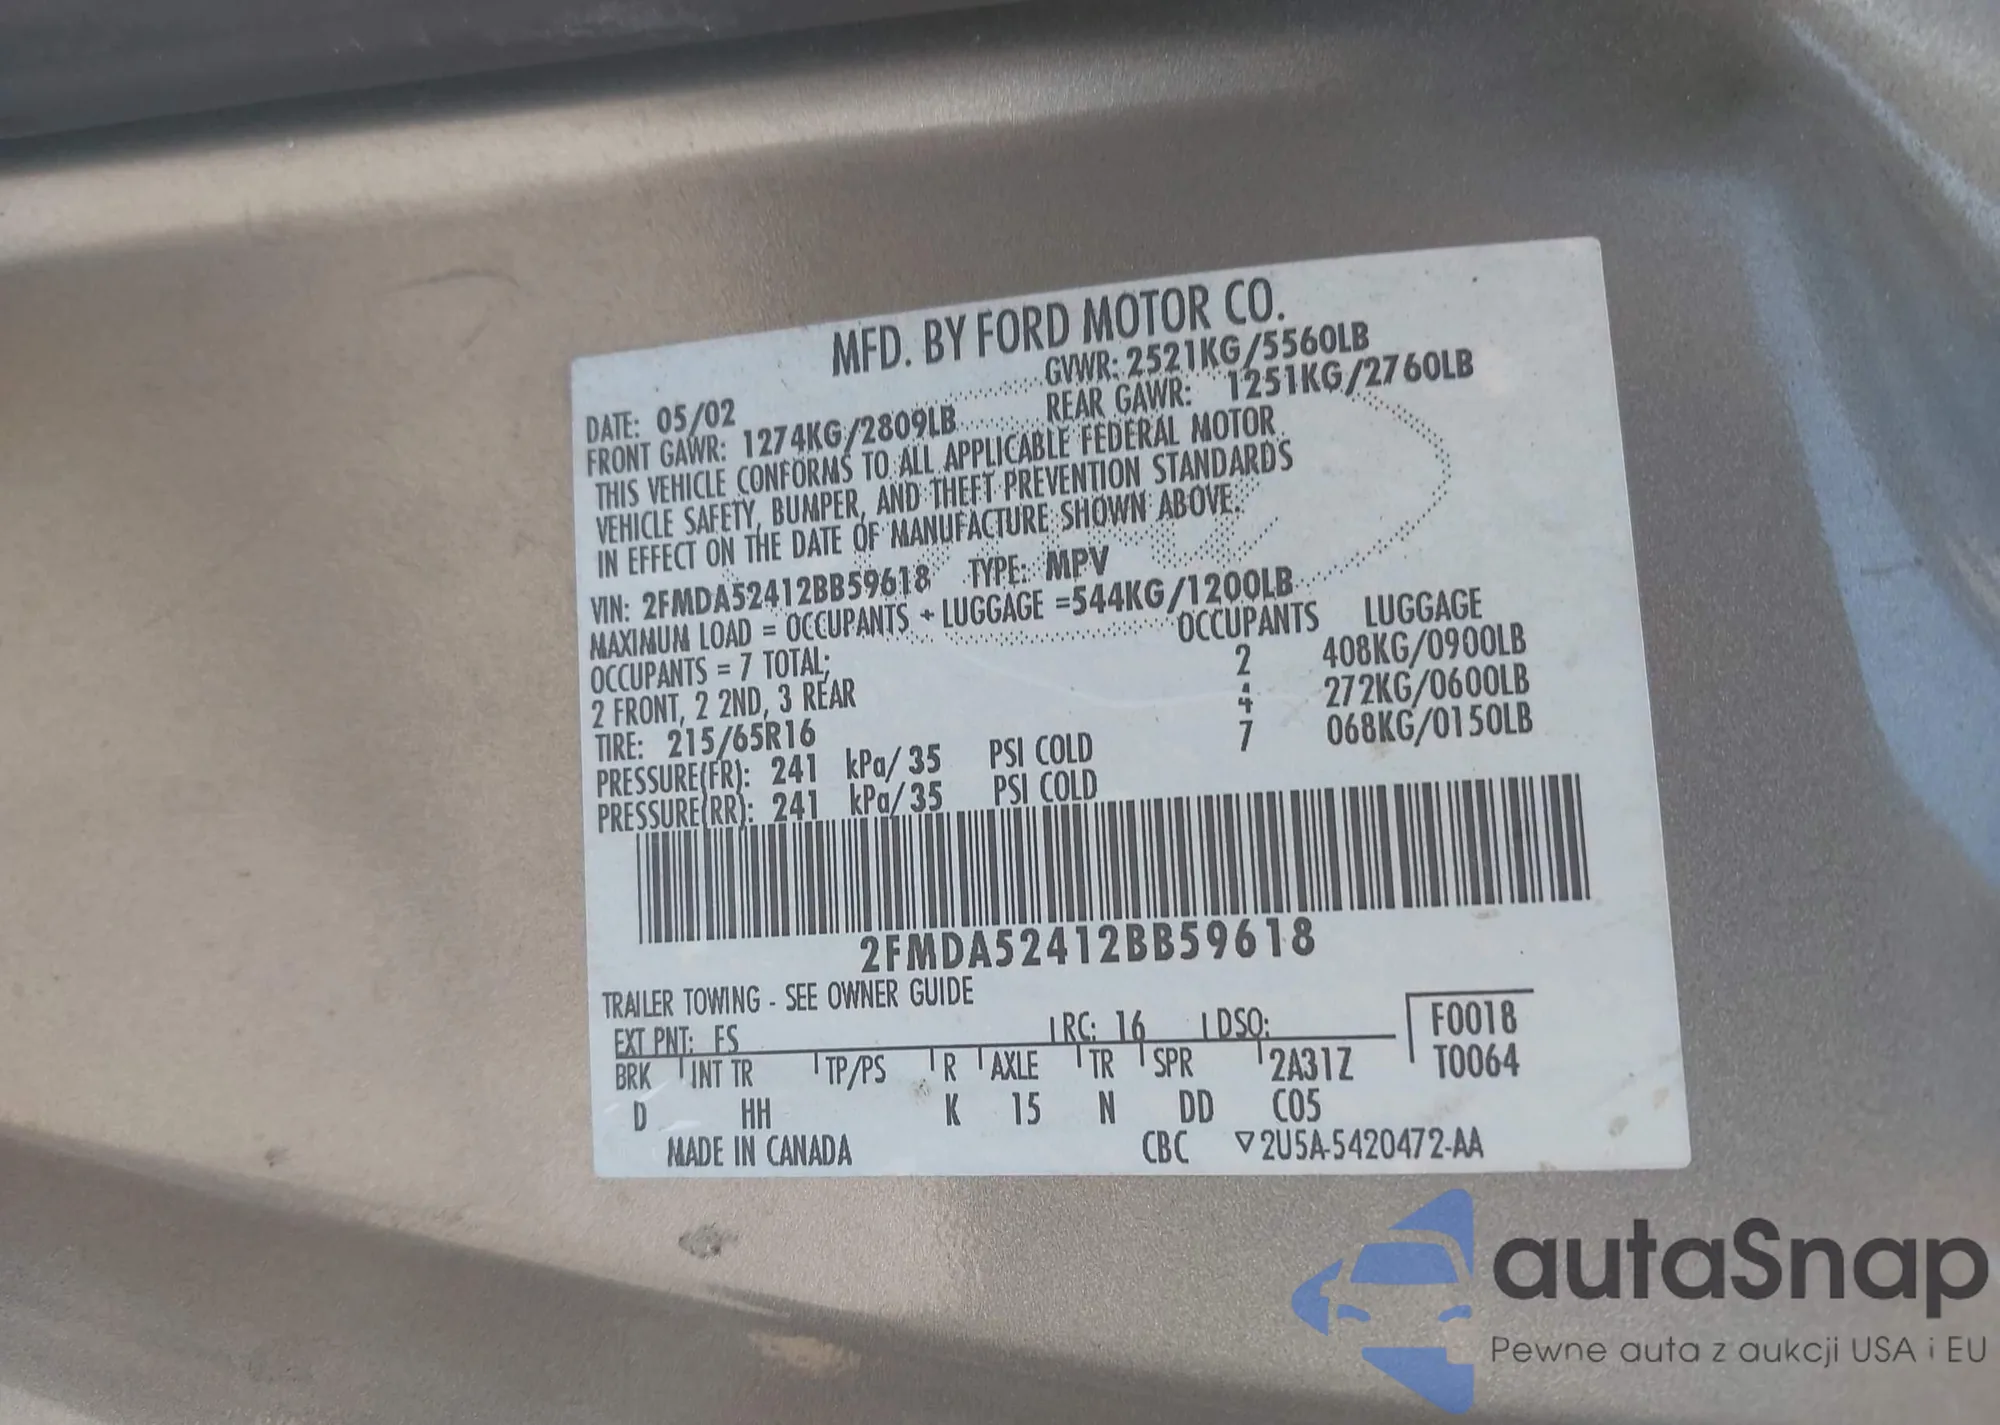 MFD. BY FORD MOTOR CO.
DATE: 05/02 GVWR: 2521KG/5560LB
FRONT GAWR: 1274KG/2809LB REAR GAWR: 1251KG/2760LB
THIS VEHICLE CONFORMS TO ALL APPLICABLE FEDERAL MOTOR
VEHICLE SAFETY, BUMPER, AND THEFT PREVENTION STANDARDS
IN EFFECT ON THE DATE OF MANUFACTURE SHOWN ABOVE.
VIN: 2FMDA52412BB59618 TYPE: MPV
MAXIMUM LOAD = OCCUPANTS + LUGGAGE =544KG/1200LB
OCCUPANTS = 7 TOTAL; OCCUPANTS LUGGAGE
2 FRONT, 2 2ND, 3 REAR 2 408KG/0900LB
TIRE: 215/65R16 4 272KG/0600LB
PRESSURE(FR): 241 kPa/ 35 PSI COLD 7 068KG/0150LB
PRESSURE(RR): 241 kPa/ 35 PSI COLD
2FMDA52412BB59618
TRAILER TOWING - SEE OWNER GUIDE
EXT PNT: FS RC: 16 DSO: F0018
BRK INT TR TP/PS R AXLE TR SPR 2A31Z T0064
D HH K 15 N DD C05
MADE IN CANADA CBC ▽2U5A-5420472-AA
autaSnap
Pewne auta z aukcji USA i EU